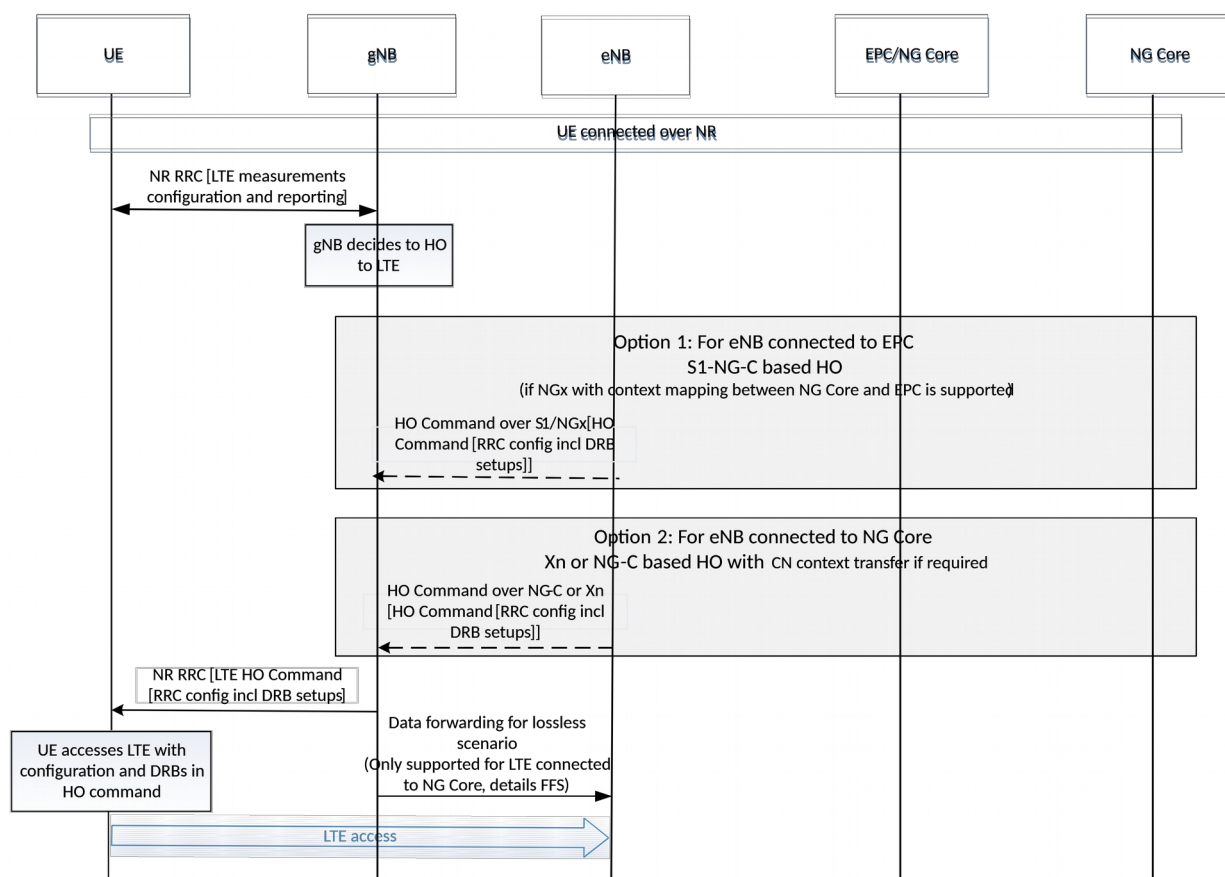 UE
gNB
eNB
EPC/NG Core
NG Core
UE connected over NR
NR RRC [LTE measurements
configuration and reporting]
gNB decides to HO
to LTE
Option 1: For eNB connected to EPC
S1-NG-C based HO
(if NGx with context mapping between NG Core and EPC is supported)
HO Command over S1/NGx[HO
Command [RRC config incl DRB
setups]]
Option 2: For eNB connected to NG Core
Xn or NG-C based HO with CN context transfer if required
HO Command over NG-C or Xn
[HO Command [RRC config incl
DRB setups]]
NR RRC [LTE HO Command
[RRC config incl DRB setups]
Data forwarding for lossless
scenario
(Only supported for LTE connected
to NG Core, details FFS)
UE accesses LTE with
configuration and DRBs in
HO command
LTE access